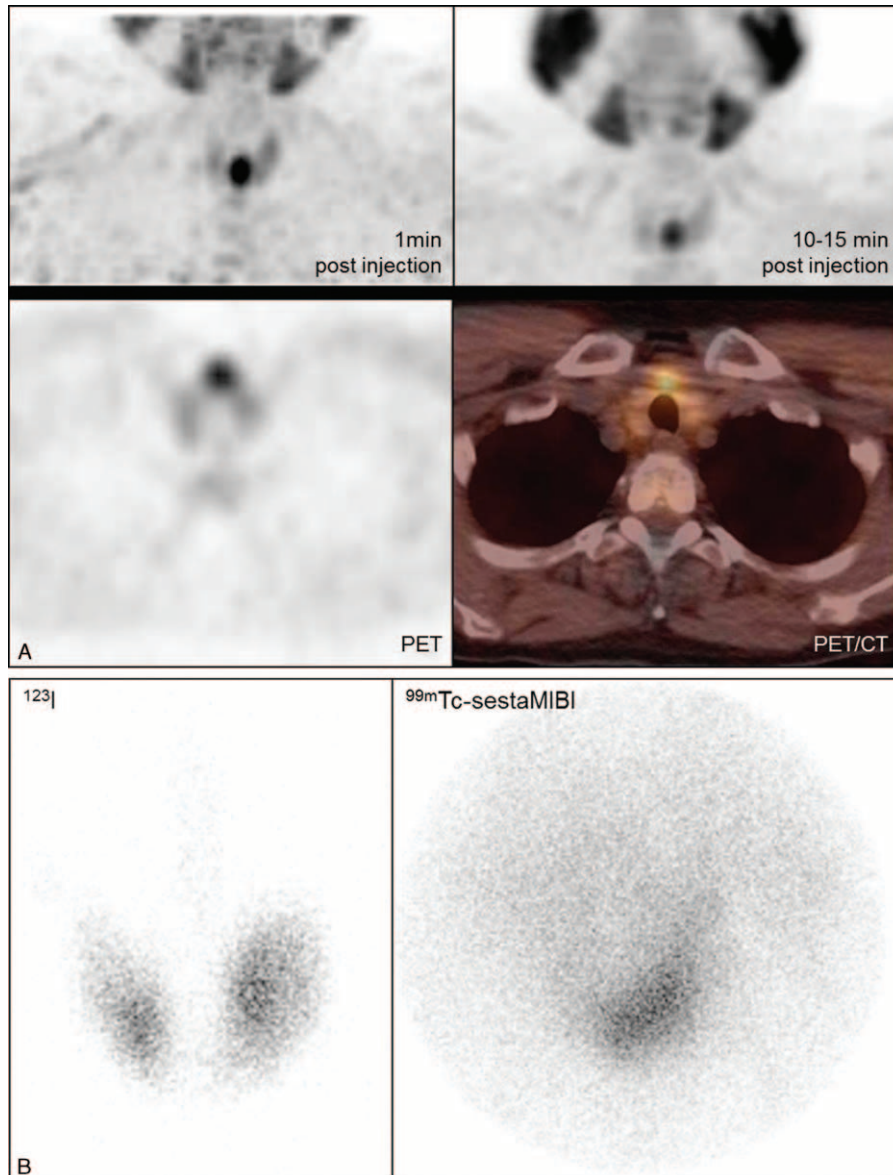 1min
post injection
10-15 min
post injection
A
PET
PET/CT
¹²³I
⁹⁹ᵐTc-sestaMIBI
B